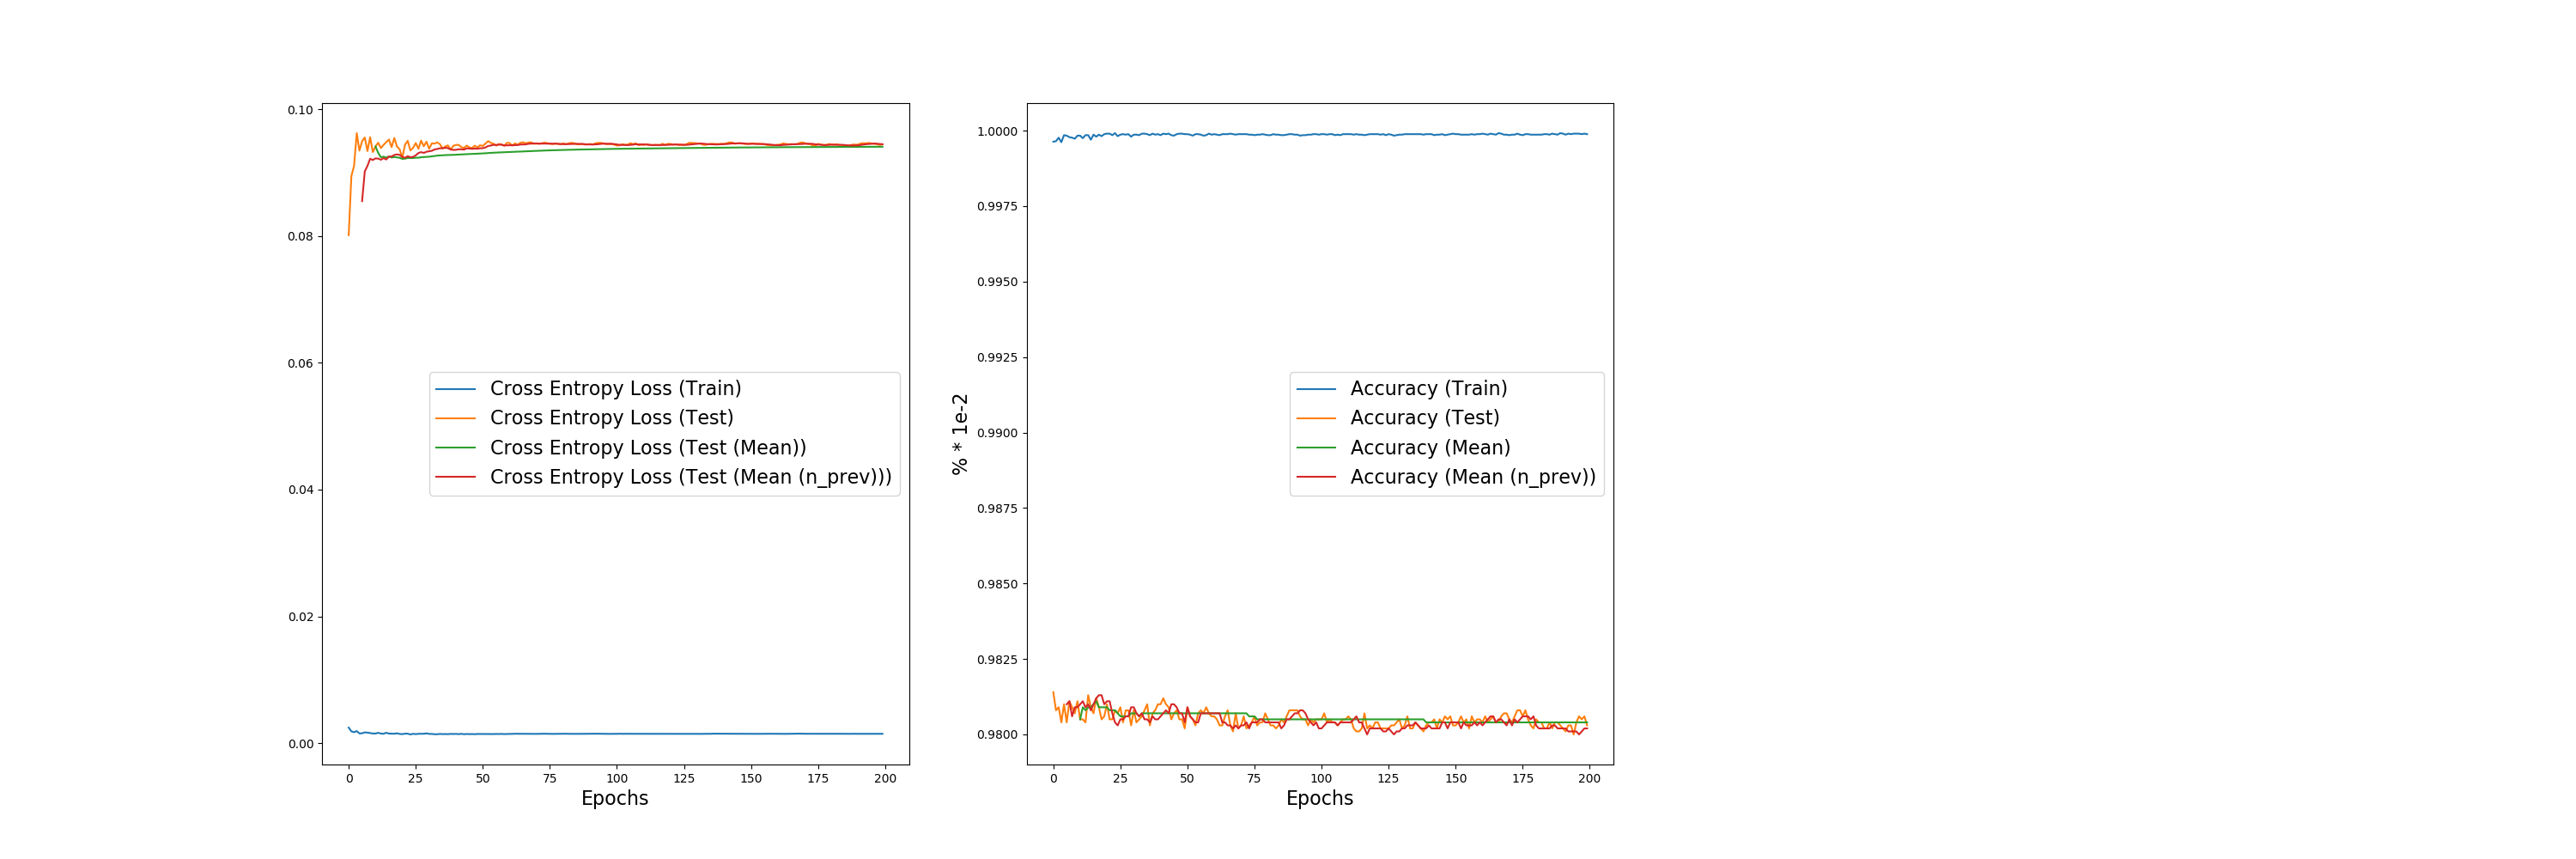 0.10
0.08
0.06
0.04
0.02
0.00
0 25 50 75 100 125 150 175 200
Epochs
Cross Entropy Loss (Train)
Cross Entropy Loss (Test)
Cross Entropy Loss (Test (Mean))
Cross Entropy Loss (Test (Mean (n_prev)))
% * 1e-2
1.0000
0.9975
0.9950
0.9925
0.9900
0.9875
0.9850
0.9825
0.9800
0 25 50 75 100 125 150 175 200
Epochs
Accuracy (Train)
Accuracy (Test)
Accuracy (Mean)
Accuracy (Mean (n_prev))